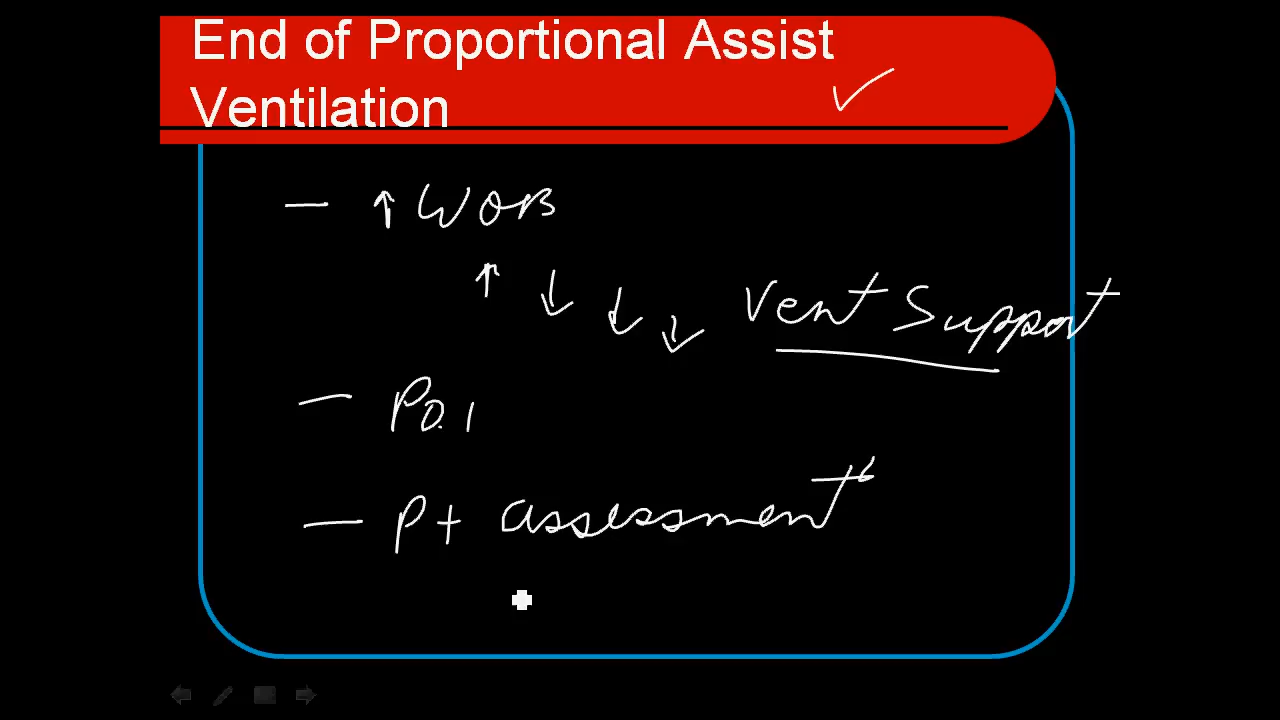 End of Proportional Assist
Ventilation
– ↑ WOB
↑ ↓ ↓ ↓ Vent Support
– P0.1
– Pt assessment